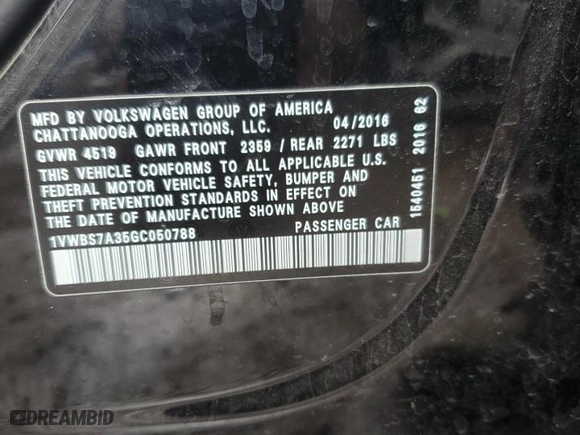 MFD BY VOLKSWAGEN GROUP OF AMERICA
CHATTANOOGA OPERATIONS, LLC. 04/2016
GVWR 4519 GAWR FRONT 2359 / REAR 2271 LBS
THIS VEHICLE CONFORMS TO ALL APPLICABLE U.S.
FEDERAL MOTOR VEHICLE SAFETY, BUMPER AND
THEFT PREVENTION STANDARDS IN EFFECT ON
THE DATE OF MANUFACTURE SHOWN ABOVE
1VWBS7A35GC050788 PASSENGER CAR
1640461 2016 62
DREAMBID